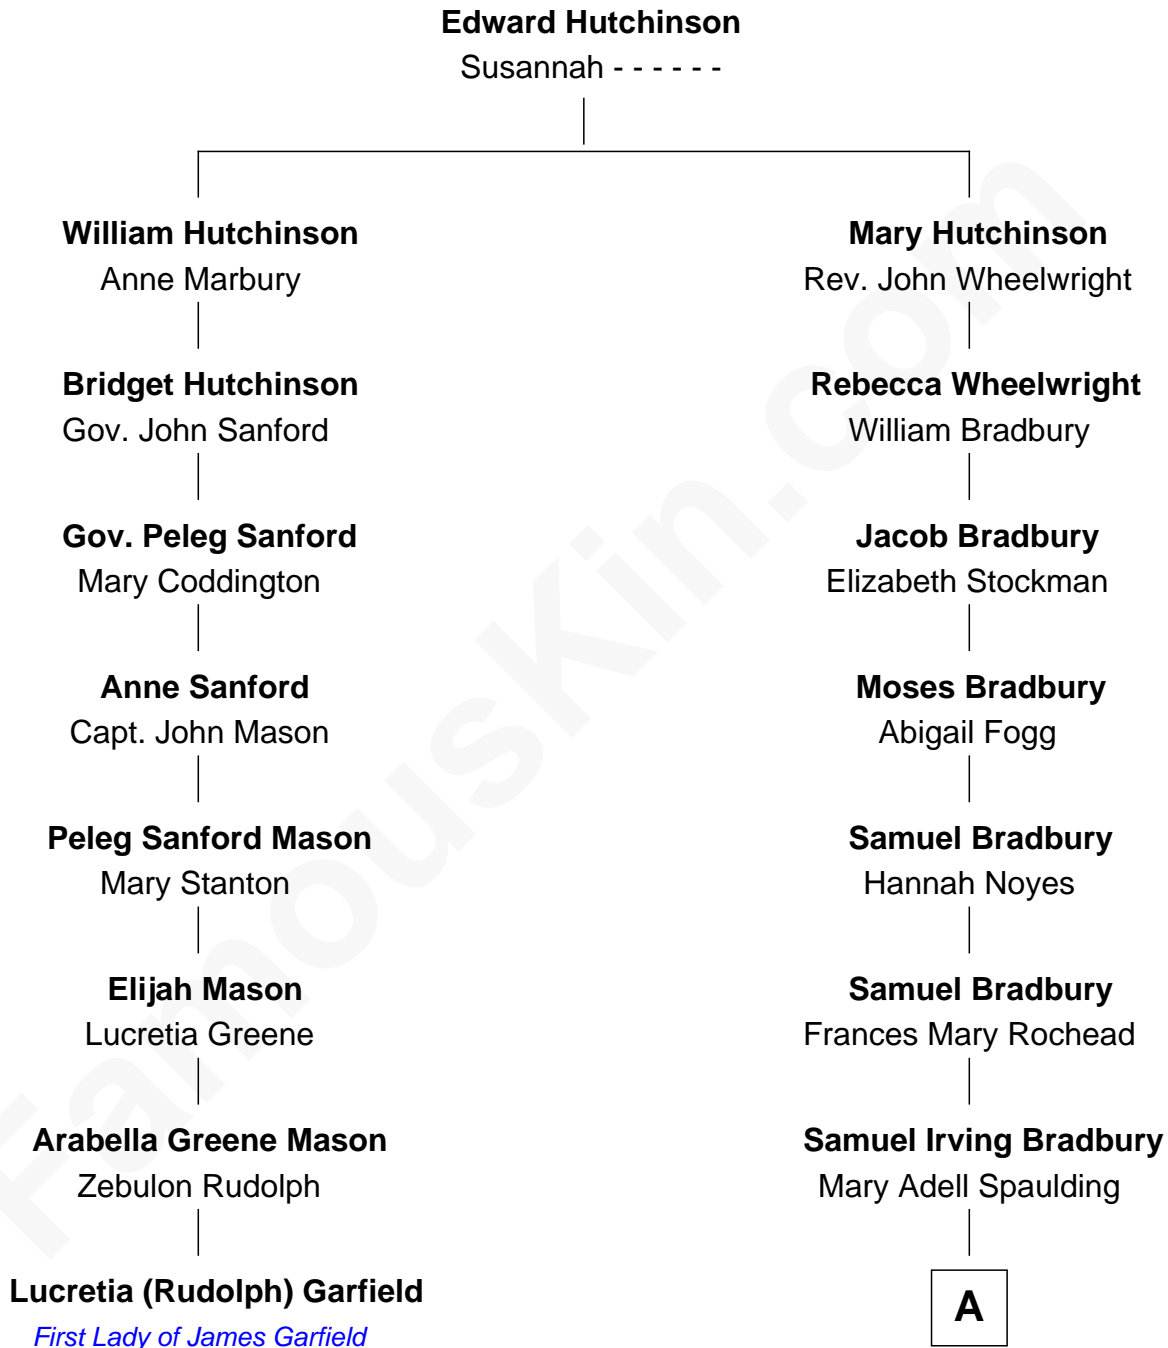 Edward Hutchinson
Susannah - - - - - -
William Hutchinson
Anne Marbury
Mary Hutchinson
Rev. John Wheelwright
Bridget Hutchinson
Gov. John Sanford
Rebecca Wheelwright
William Bradbury
Gov. Peleg Sanford
Mary Coddington
Jacob Bradbury
Elizabeth Stockman
Anne Sanford
Capt. John Mason
Moses Bradbury
Abigail Fogg
Peleg Sanford Mason
Mary Stanton
Samuel Bradbury
Hannah Noyes
Elijah Mason
Lucretia Greene
Samuel Bradbury
Frances Mary Rochead
Arabella Greene Mason
Zebulon Rudolph
Samuel Irving Bradbury
Mary Adell Spaulding
Lucretia (Rudolph) Garfield
First Lady of James Garfield
A
FamousKin.com